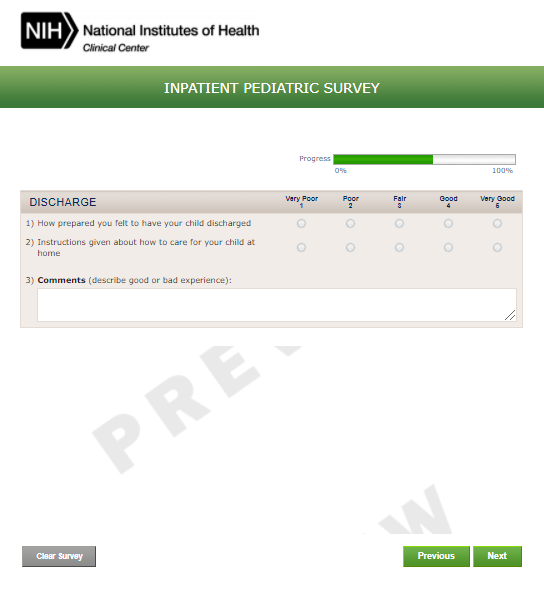 NIH National Institutes of Health
Clinical Center
INPATIENT PEDIATRIC SURVEY
Progress
0% 100%
DISCHARGE Very Poor Poor Fair Good Very Good
1 2 3 4 5
1) How prepared you felt to have your child discharged
2) Instructions given about how to care for your child at
home
3) Comments (describe good or bad experience):
PRE
W
Clear Survey Previous Next